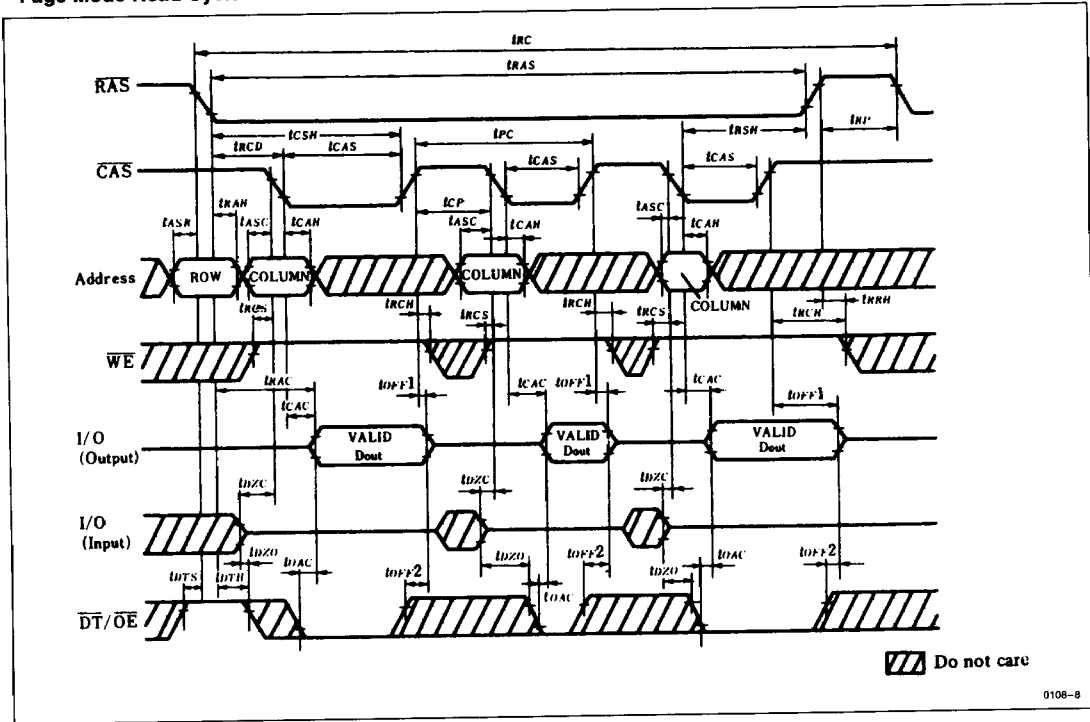 Page Mode Read Cycle
tRC
tRAS
RAS
tCSH
tPC
tRSH
tRP
tRCD
tCAS
tCAS
tCAS
CAS
tCP
tASR
tRAH
tASC
tCAH
tASC
tCAH
tASC
tCAH
Address
ROW
COLUMN
COLUMN
COLUMN
tRCS
tRCH
tRCS
tRCH
tRCS
tRCH
tRRH
WE
tRAC
tCAC
tOFF1
tCAC
tOFF1
tCAC
tOFF1
I/O
(Output)
VALID
Dout
VALID
Dout
VALID
Dout
tDZC
tDZC
tDZC
I/O
(Input)
tDTS
tDTH
tDZO
tOAC
tOFF2
tDZO
tOAC
tOFF2
tDZO
tOAC
tOFF2
DT/OE
Do not care
0108-8